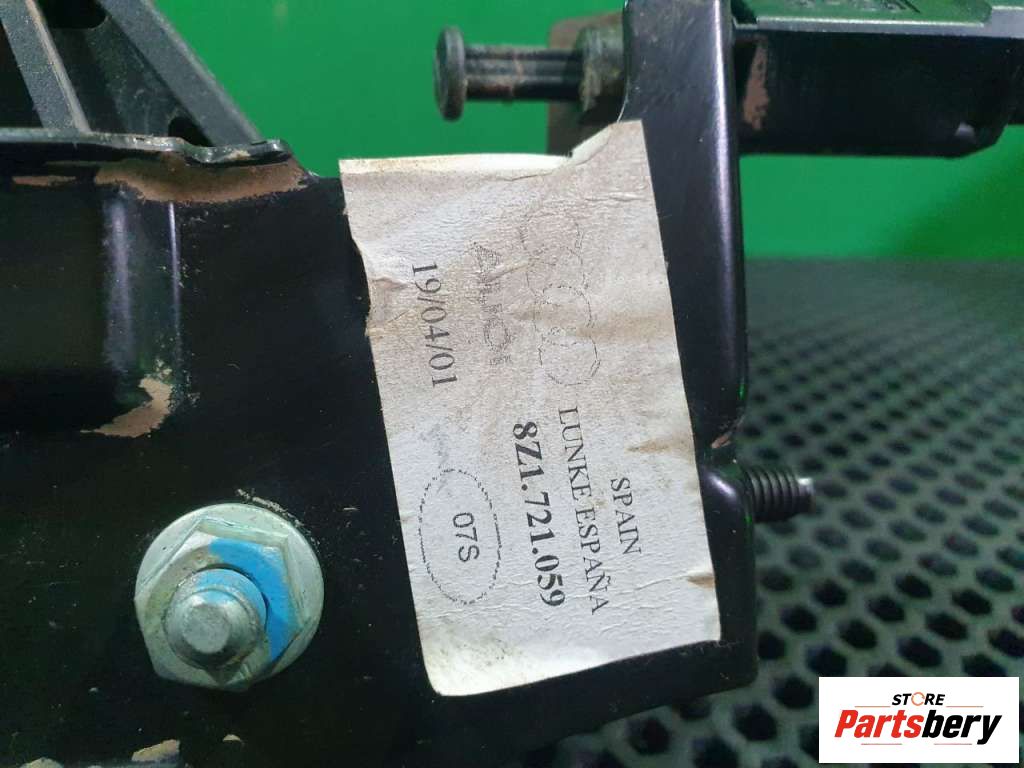 SPAIN
LUNKE ESPAÑA
8Z1.721.059
19/04/01
07S
STORE
Partsbery